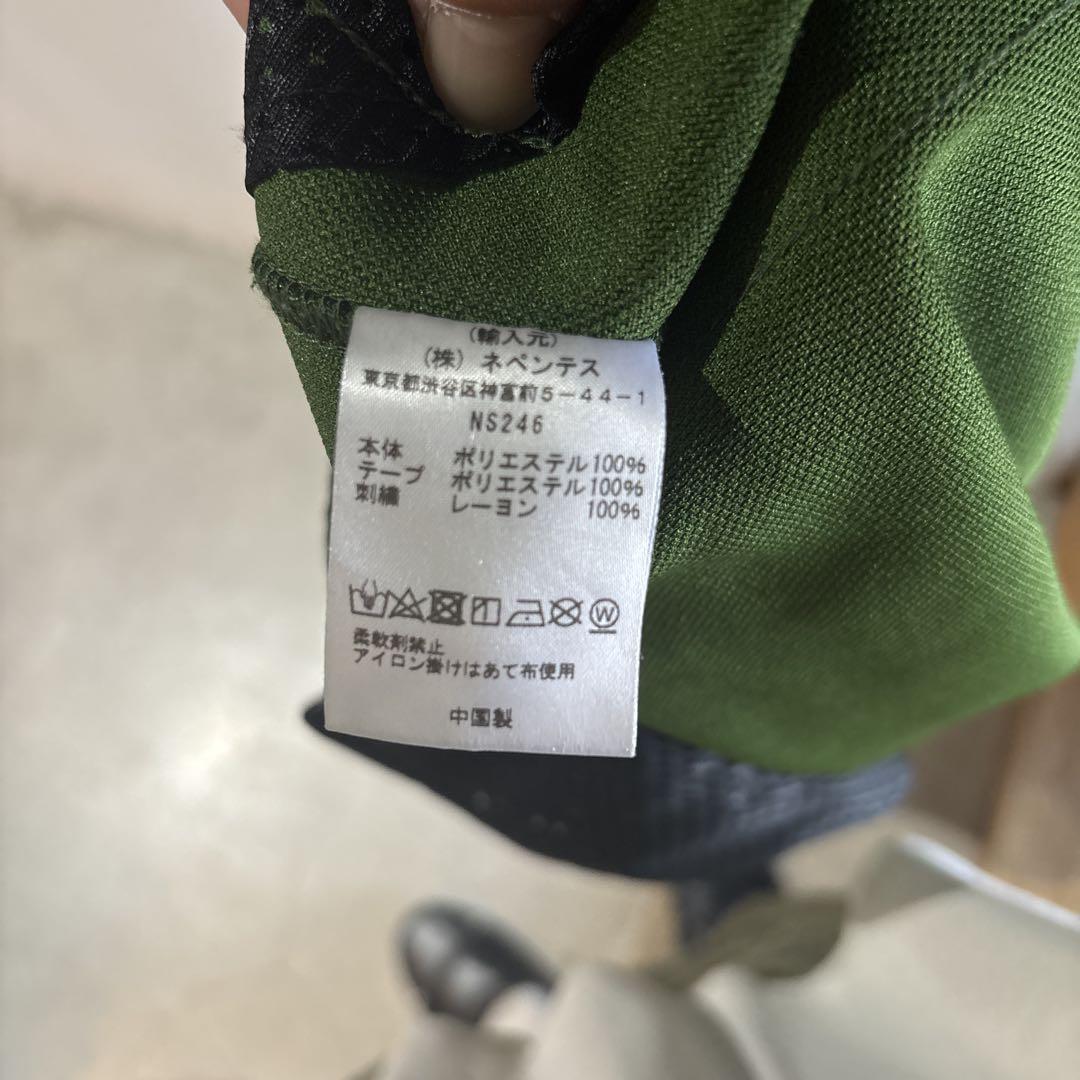 (輸入元)
(株) ネペンテス
東京都渋谷区神宮前5-44-1
NS246
本体 ポリエステル100%
テープ ポリエステル100%
刺繍 レーヨン 100%
W
柔軟剤禁止
アイロン掛けはあて布使用
中国製